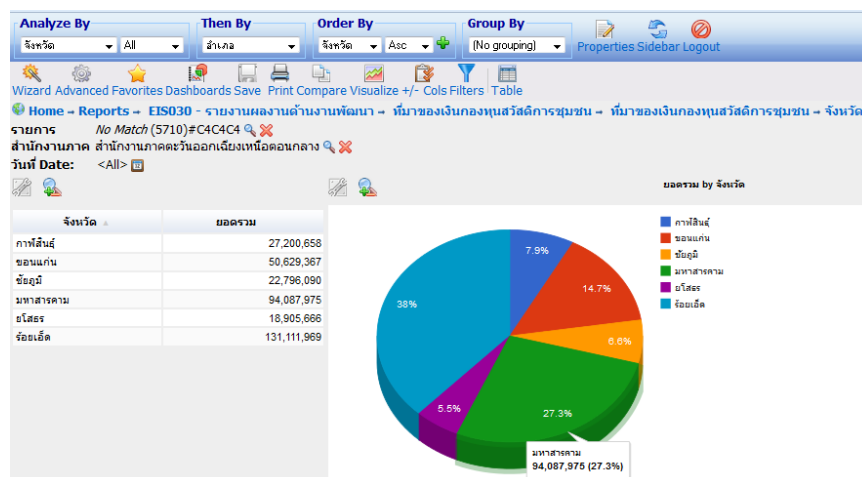 Analyze By Then By Order By Group By
จังหวัด All อำเภอ จังหวัด Asc (No grouping) Properties Sidebar Logout
Wizard Advanced Favorites Dashboards Save Print Compare Visualize +/- Cols Filters Table
Home → Reports → EIS030 - รายงานผลงานด้านงานพัฒนา → ที่มาของเงินกองทุนสวัสดิการชุมชน → ที่มาของเงินกองทุนสวัสดิการชุมชน → จังหวัด
รายการ No Match (5710)#C4C4C4
สำนักงานภาค สำนักงานภาคตะวันออกเฉียงเหนือตอนกลาง
วันที่ Date: <All>
ยอดรวม by จังหวัด
จังหวัด ยอดรวม
กาฬสินธุ์ 27,200,658
ขอนแก่น 50,629,367
ชัยภูมิ 22,796,090
มหาสารคาม 94,087,975
ยโสธร 18,905,666
ร้อยเอ็ด 131,111,969
7.9%
14.7%
6.6%
27.3%
5.5%
38%
มหาสารคาม
94,087,975 (27.3%)
กาฬสินธุ์
ขอนแก่น
ชัยภูมิ
มหาสารคาม
ยโสธร
ร้อยเอ็ด